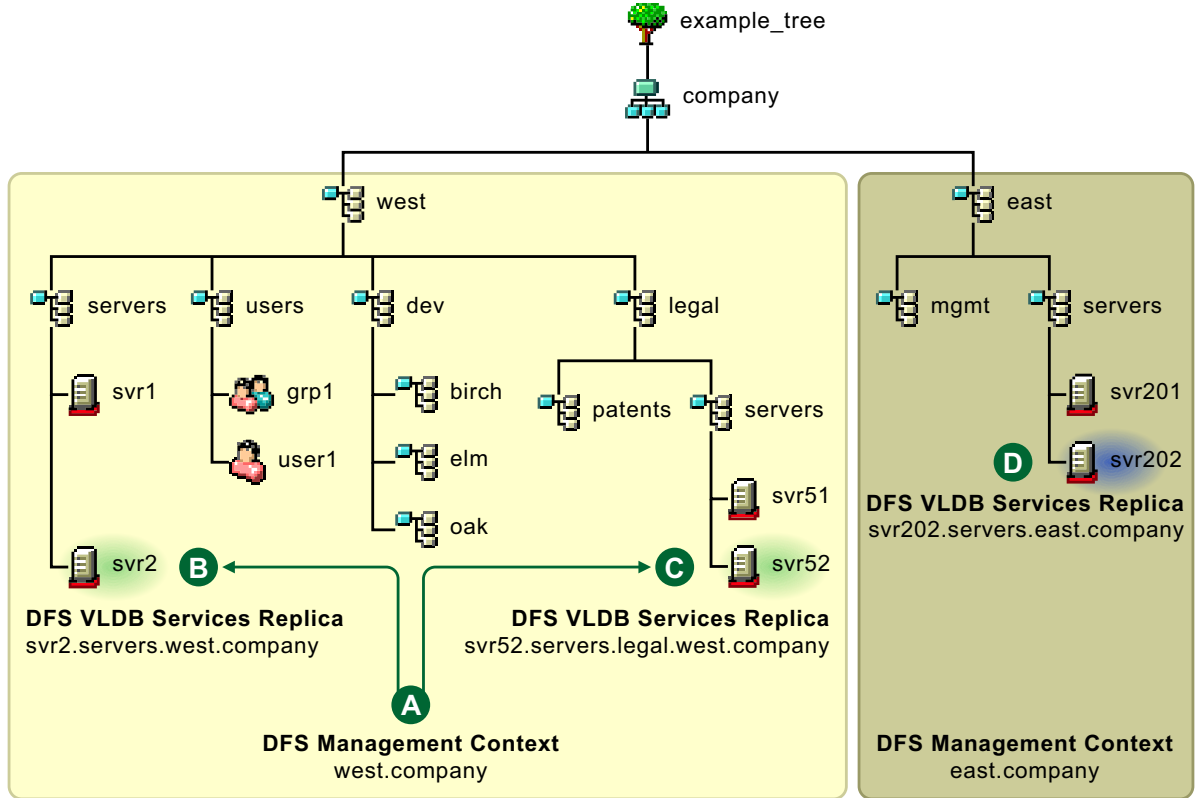 example_tree
company
west
east
servers
users
dev
legal
mgmt
servers
svr1
grp1
birch
patents
servers
svr201
user1
elm
D
svr202
svr51
DFS VLDB Services Replica
svr202.servers.east.company
oak
svr2
B
C
svr52
DFS VLDB Services Replica
svr2.servers.west.company
DFS VLDB Services Replica
svr52.servers.legal.west.company
A
DFS Management Context
west.company
DFS Management Context
east.company